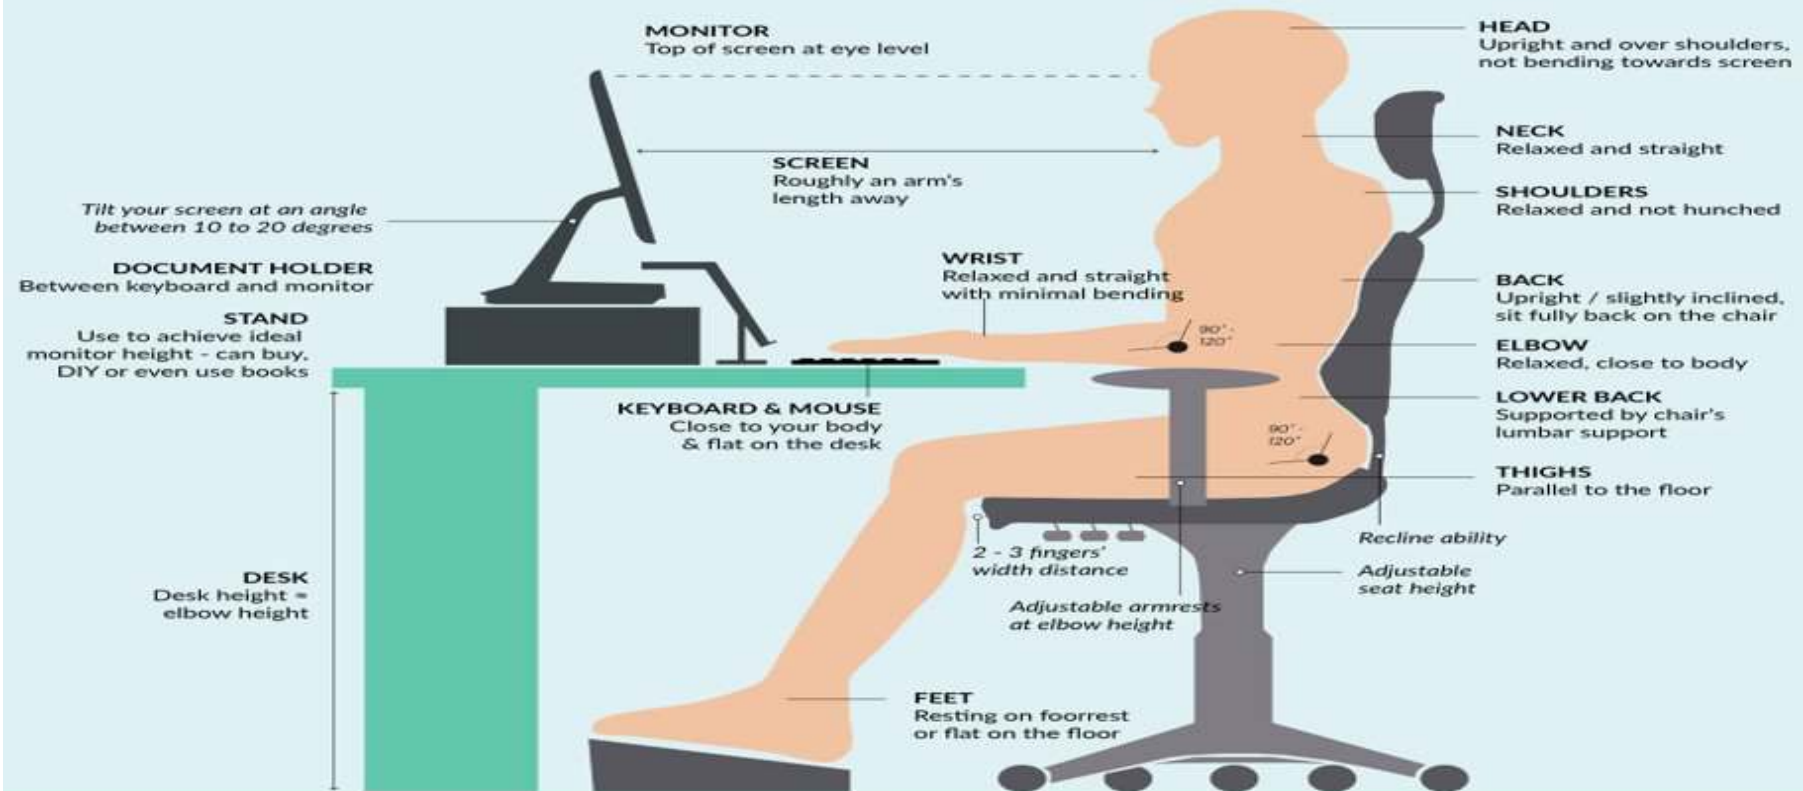 MONITOR
Top of screen at eye level
HEAD
Upright and over shoulders,
not bending towards screen
NECK
Relaxed and straight
SCREEN
Roughly an arm's
length away
SHOULDERS
Relaxed and not hunched
Tilt your screen at an angle
between 10 to 20 degrees
DOCUMENT HOLDER
Between keyboard and monitor
WRIST
Relaxed and straight
with minimal bending
BACK
Upright / slightly inclined,
sit fully back on the chair
STAND
Use to achieve ideal
monitor height - can buy,
DIY or even use books
90° -
120°
ELBOW
Relaxed, close to body
KEYBOARD & MOUSE
Close to your body
& flat on the desk
LOWER BACK
Supported by chair's
lumbar support
90° -
120°
THIGHS
Parallel to the floor
Recline ability
2 - 3 fingers'
width distance
Adjustable
seat height
DESK
Desk height =
elbow height
Adjustable armrests
at elbow height
FEET
Resting on foorrest
or flat on the floor